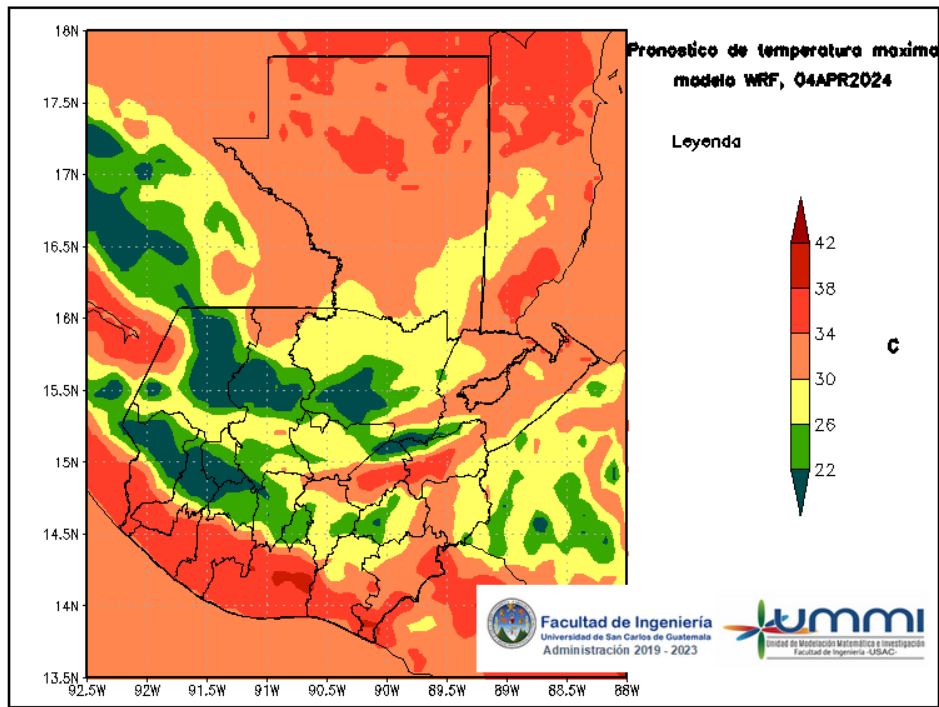 Pronostico de temperatura maxima
modelo WRF, 04APR2024
Leyenda
18N
17.5N
17N
16.5N
16N
15.5N
15N
14.5N
14N
13.5N
92.5W 92W 91.5W 91W 90.5W 90W 89.5W 89W 88.5W 88W
42
38
34
30
26
22
C
Facultad de Ingeniería
Universidad de San Carlos de Guatemala
Administración 2019 - 2023
ummi
Unidad de Modelación Matemática e Investigación
Facultad de Ingeniería -USAC-